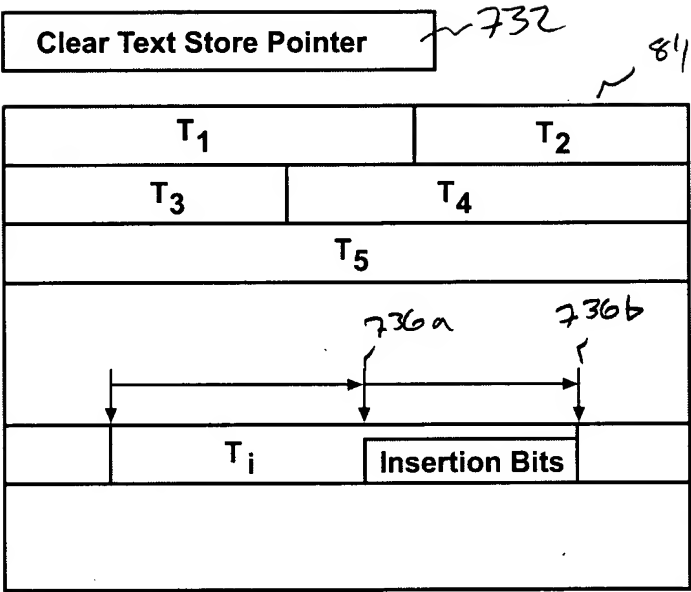 Clear Text Store Pointer 732
84
T1 T2
T3 T4
T5
736a 736b
Ti Insertion Bits